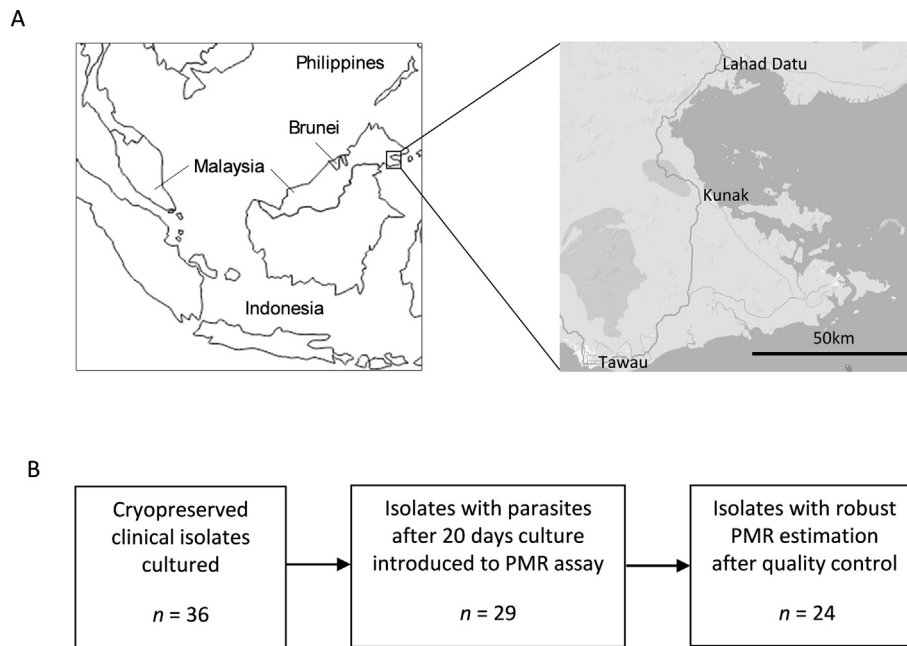 A
Philippines
Brunei
Malaysia
Indonesia
Lahad Datu
Kunak
50km
Tawau
B
Cryopreserved
clinical isolates
cultured
n = 36
Isolates with parasites
after 20 days culture
introduced to PMR assay
n = 29
Isolates with robust
PMR estimation
after quality control
n = 24